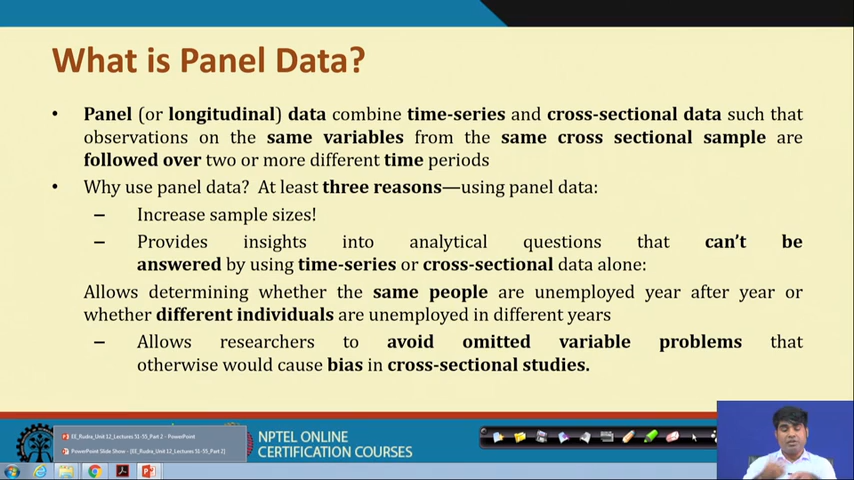 What is Panel Data?
• Panel (or longitudinal) data combine time-series and cross-sectional data such that
observations on the same variables from the same cross sectional sample are
followed over two or more different time periods
• Why use panel data? At least three reasons—using panel data:
– Increase sample sizes!
– Provides insights into analytical questions that can't be
answered by using time-series or cross-sectional data alone:
Allows determining whether the same people are unemployed year after year or
whether different individuals are unemployed in different years
– Allows researchers to avoid omitted variable problems that
otherwise would cause bias in cross-sectional studies.
EE_Rudra_Unit 12_Lectures 51-55_Part 2 - PowerPoint
PowerPoint Slide Show - [EE_Rudra_Unit 12_Lectures 51-55_Part 2]
NPTEL ONLINE
CERTIFICATION COURSES